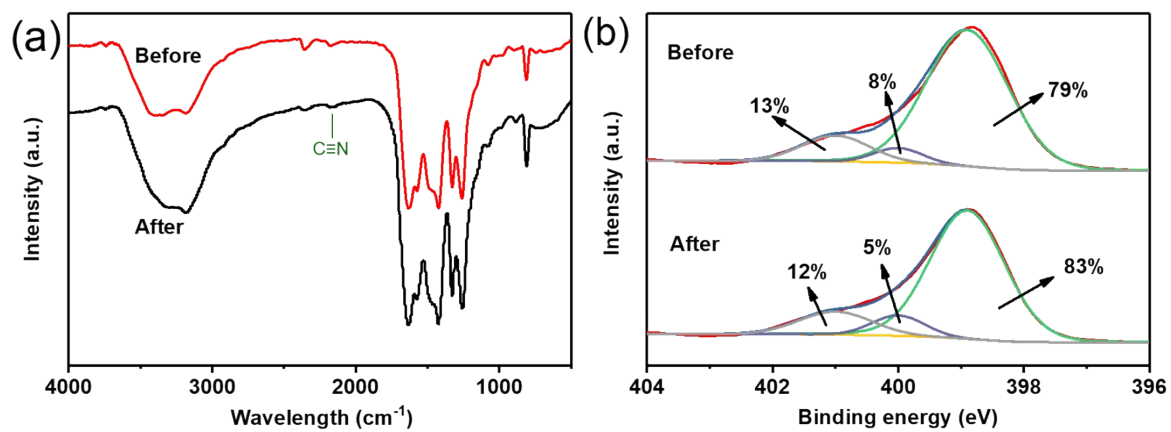 (a)
Before
C≡N
After
Intensity (a.u.)
4000 3000 2000 1000
Wavelength (cm⁻¹)
(b)
Before
13%
8%
79%
After
12%
5%
83%
Intensity (a.u.)
404 402 400 398 396
Binding energy (eV)